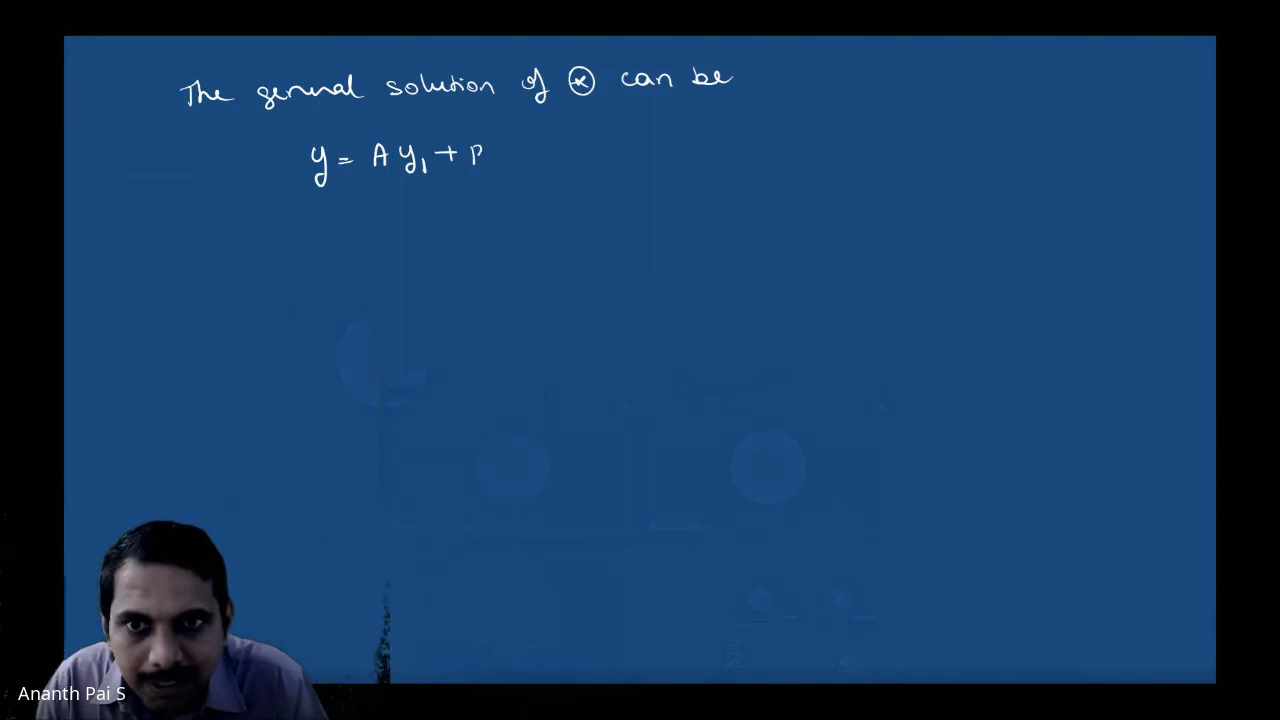 The general solution of ⊛ can be
y = A y₁ +
Ananth Pai S